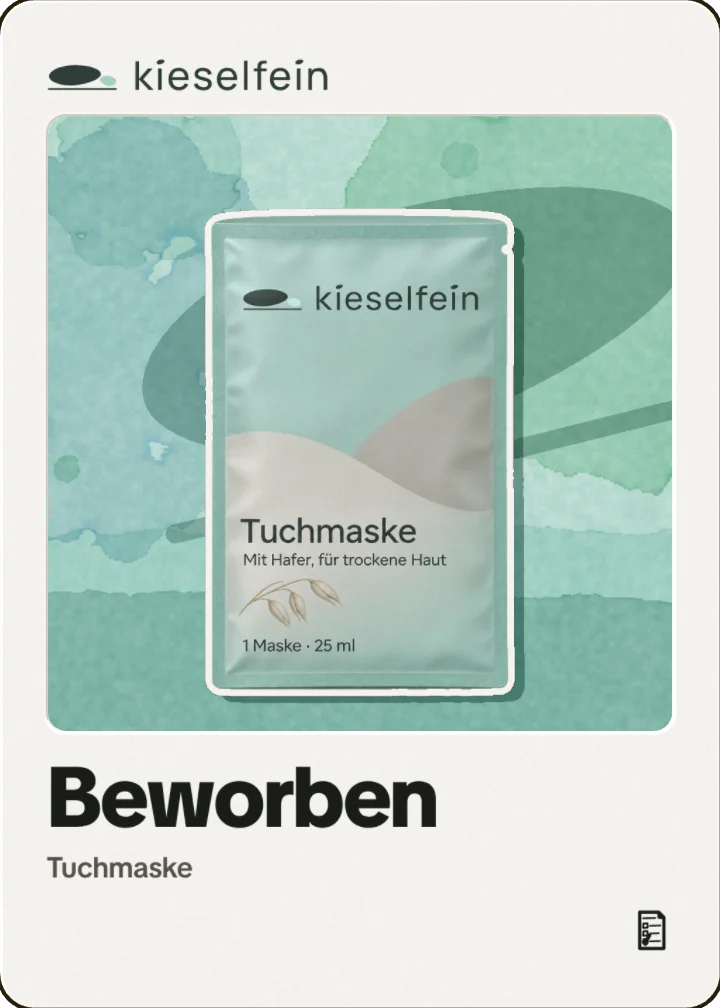 kieselfein
kieselfein
Tuchmaske
Mit Hafer, für trockene Haut
1 Maske · 25 ml
Beworben
Tuchmaske